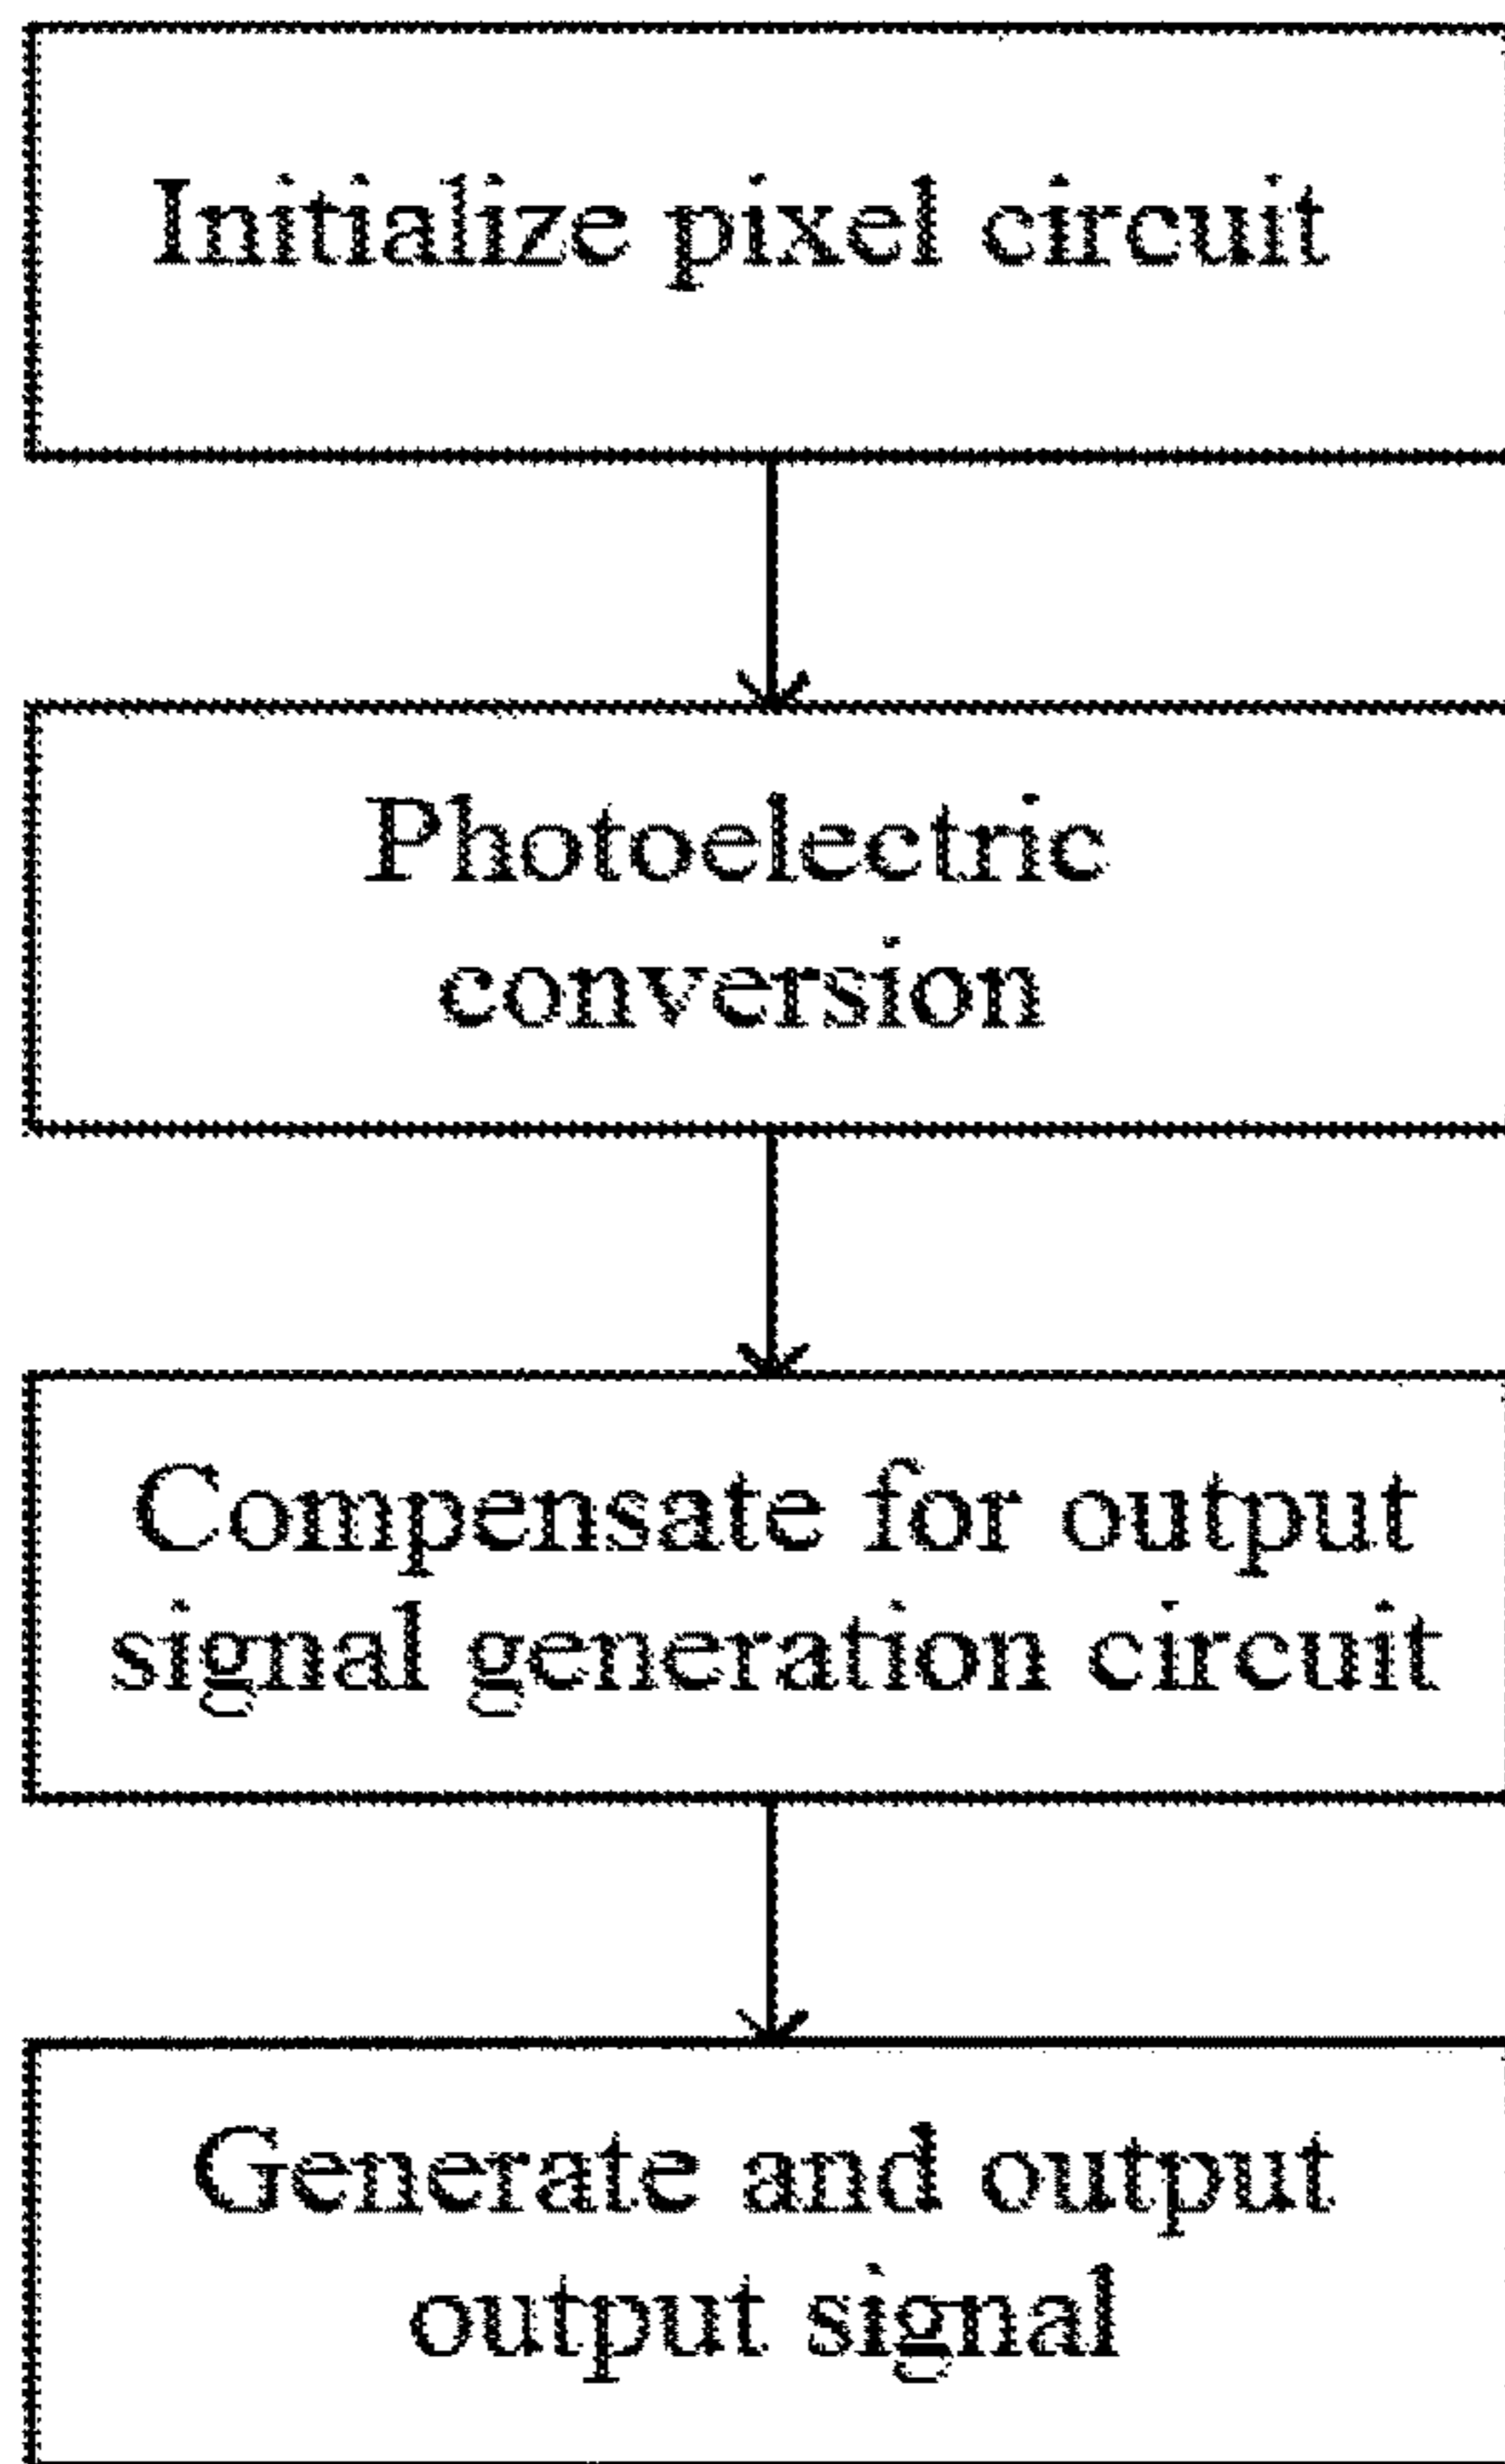 Initialize pixel circuit
Photoelectric
conversion
Compensate for output
signal generation circuit
Generate and output
output signal